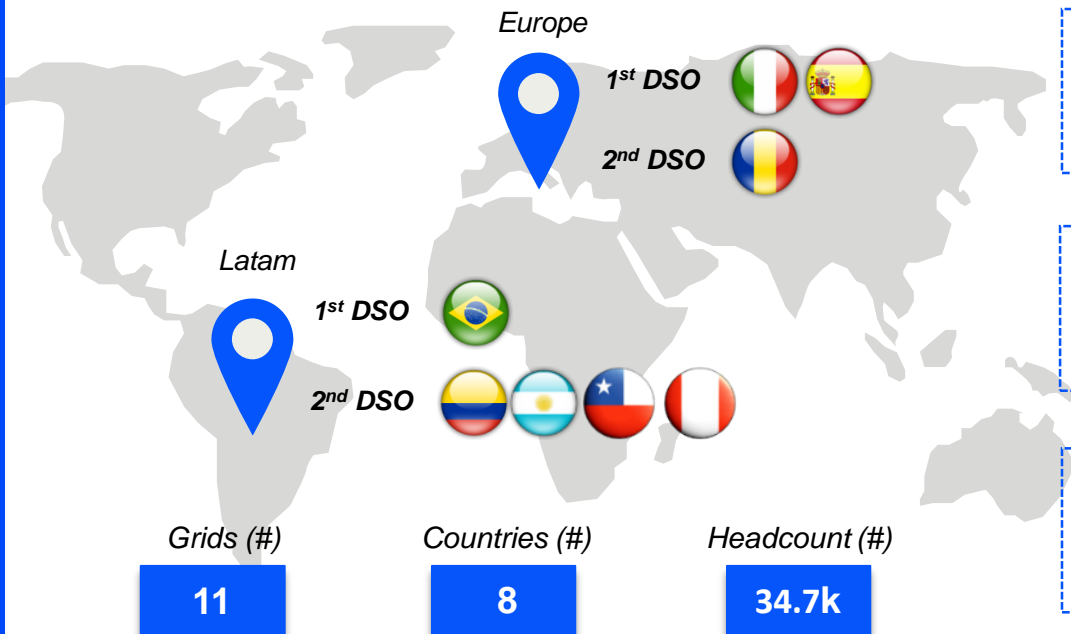 Europe
1st DSO
2nd DSO
Latam
1st DSO
2nd DSO
Grids (#) Countries (#) Headcount (#)
11 8 34.7k